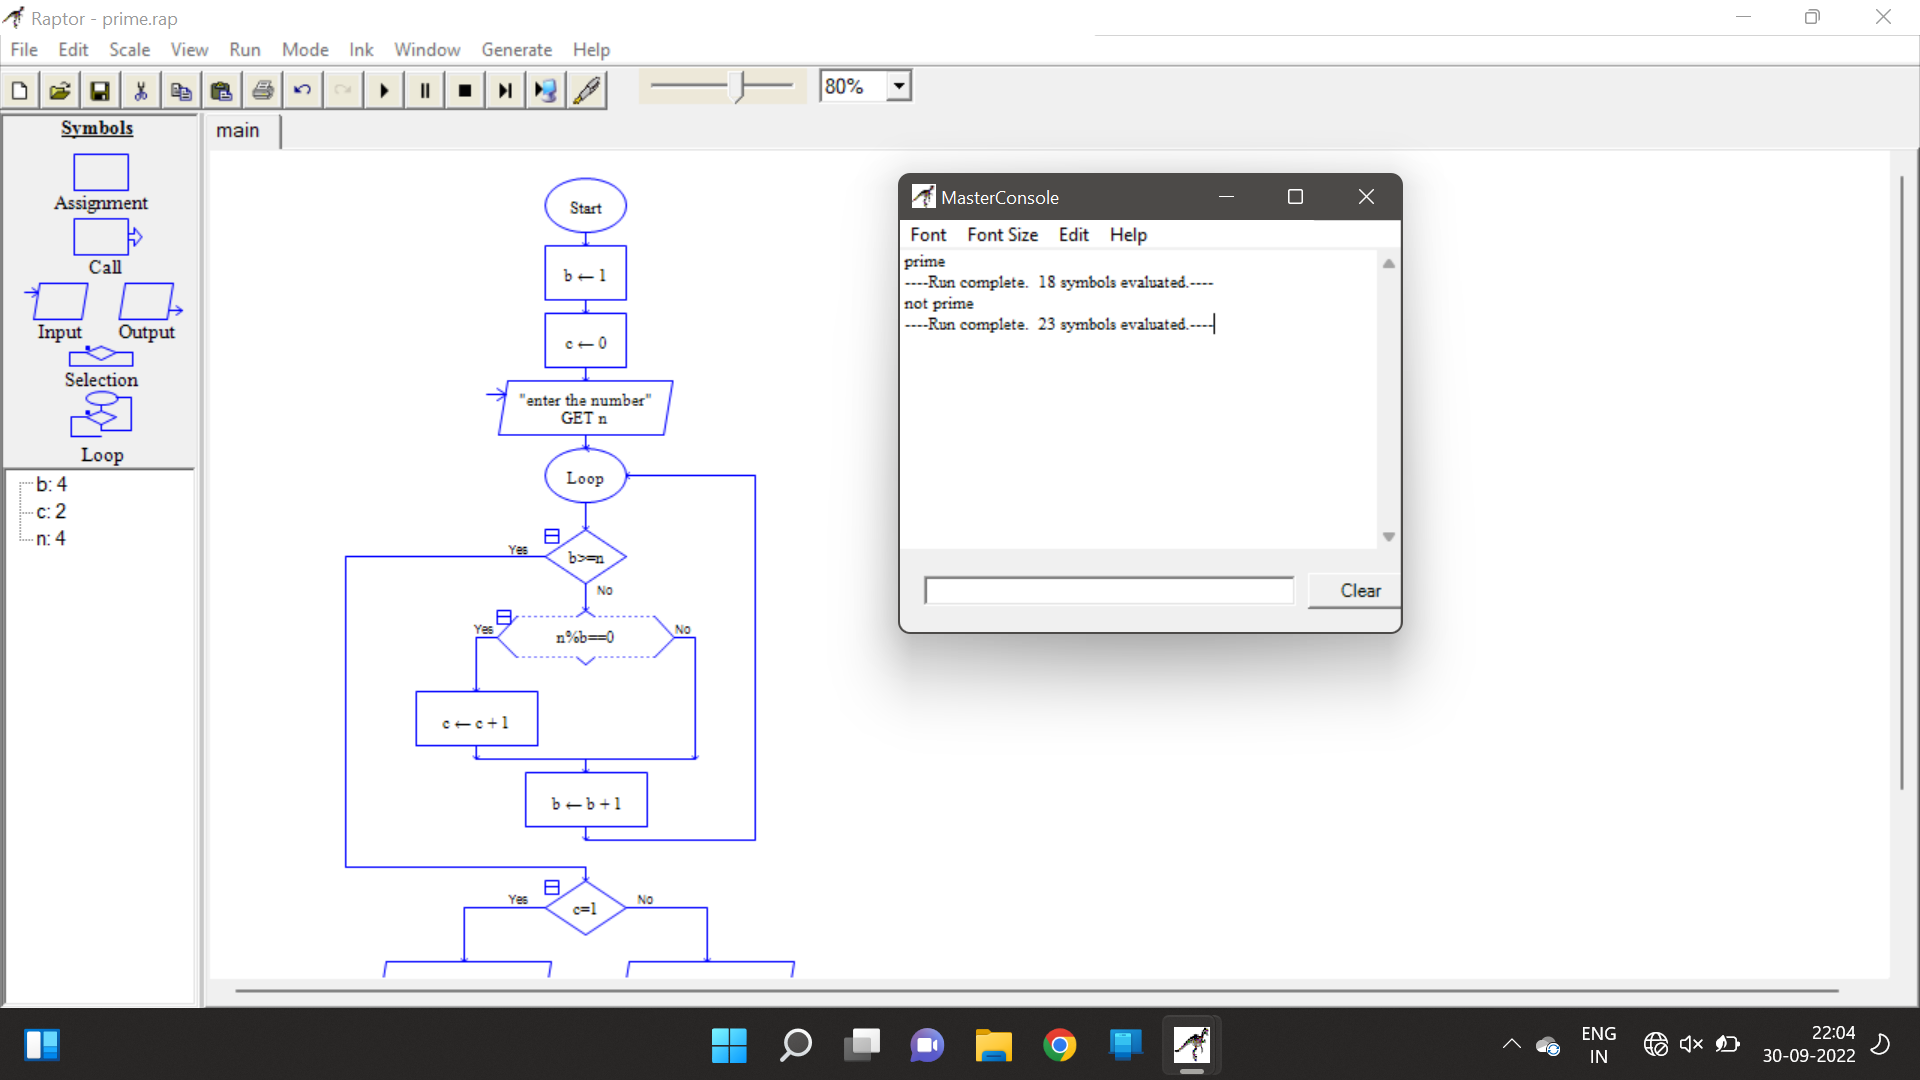 Raptor - prime.rap
File Edit Scale View Run Mode Ink Window Generate Help
80%
Symbols
Assignment
Call
Input Output
Selection
Loop
b: 4
c: 2
n: 4
main
Start
b ← 1
c ← 0
"enter the number"
GET n
Loop
Yes
b>=n
No
Yes
n%b==0
No
c ← c + 1
b ← b + 1
Yes
c=1
No
MasterConsole
Font Font Size Edit Help
prime
----Run complete.  18 symbols evaluated.----
not prime
----Run complete.  23 symbols evaluated.----
Clear
ENG
IN
22:04
30-09-2022